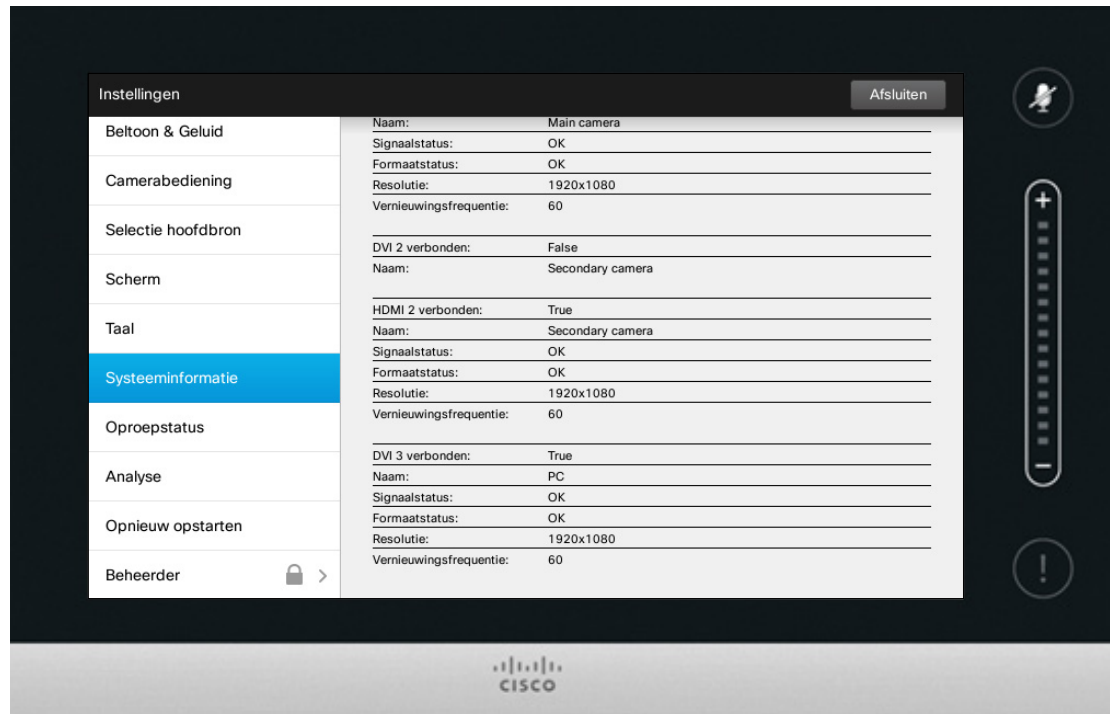 Instellingen
Afsluiten
Beltoon & Geluid
Camerabediening
Selectie hoofdbron
Scherm
Taal
Systeeminformatie
Oproepstatus
Analyse
Opnieuw opstarten
Beheerder
Naam: Main camera
Signaalstatus: OK
Formaatstatus: OK
Resolutie: 1920x1080
Vernieuwingsfrequentie: 60
DVI 2 verbonden: False
Naam: Secondary camera
HDMI 2 verbonden: True
Naam: Secondary camera
Signaalstatus: OK
Formaatstatus: OK
Resolutie: 1920x1080
Vernieuwingsfrequentie: 60
DVI 3 verbonden: True
Naam: PC
Signaalstatus: OK
Formaatstatus: OK
Resolutie: 1920x1080
Vernieuwingsfrequentie: 60
+
−
!
CISCO